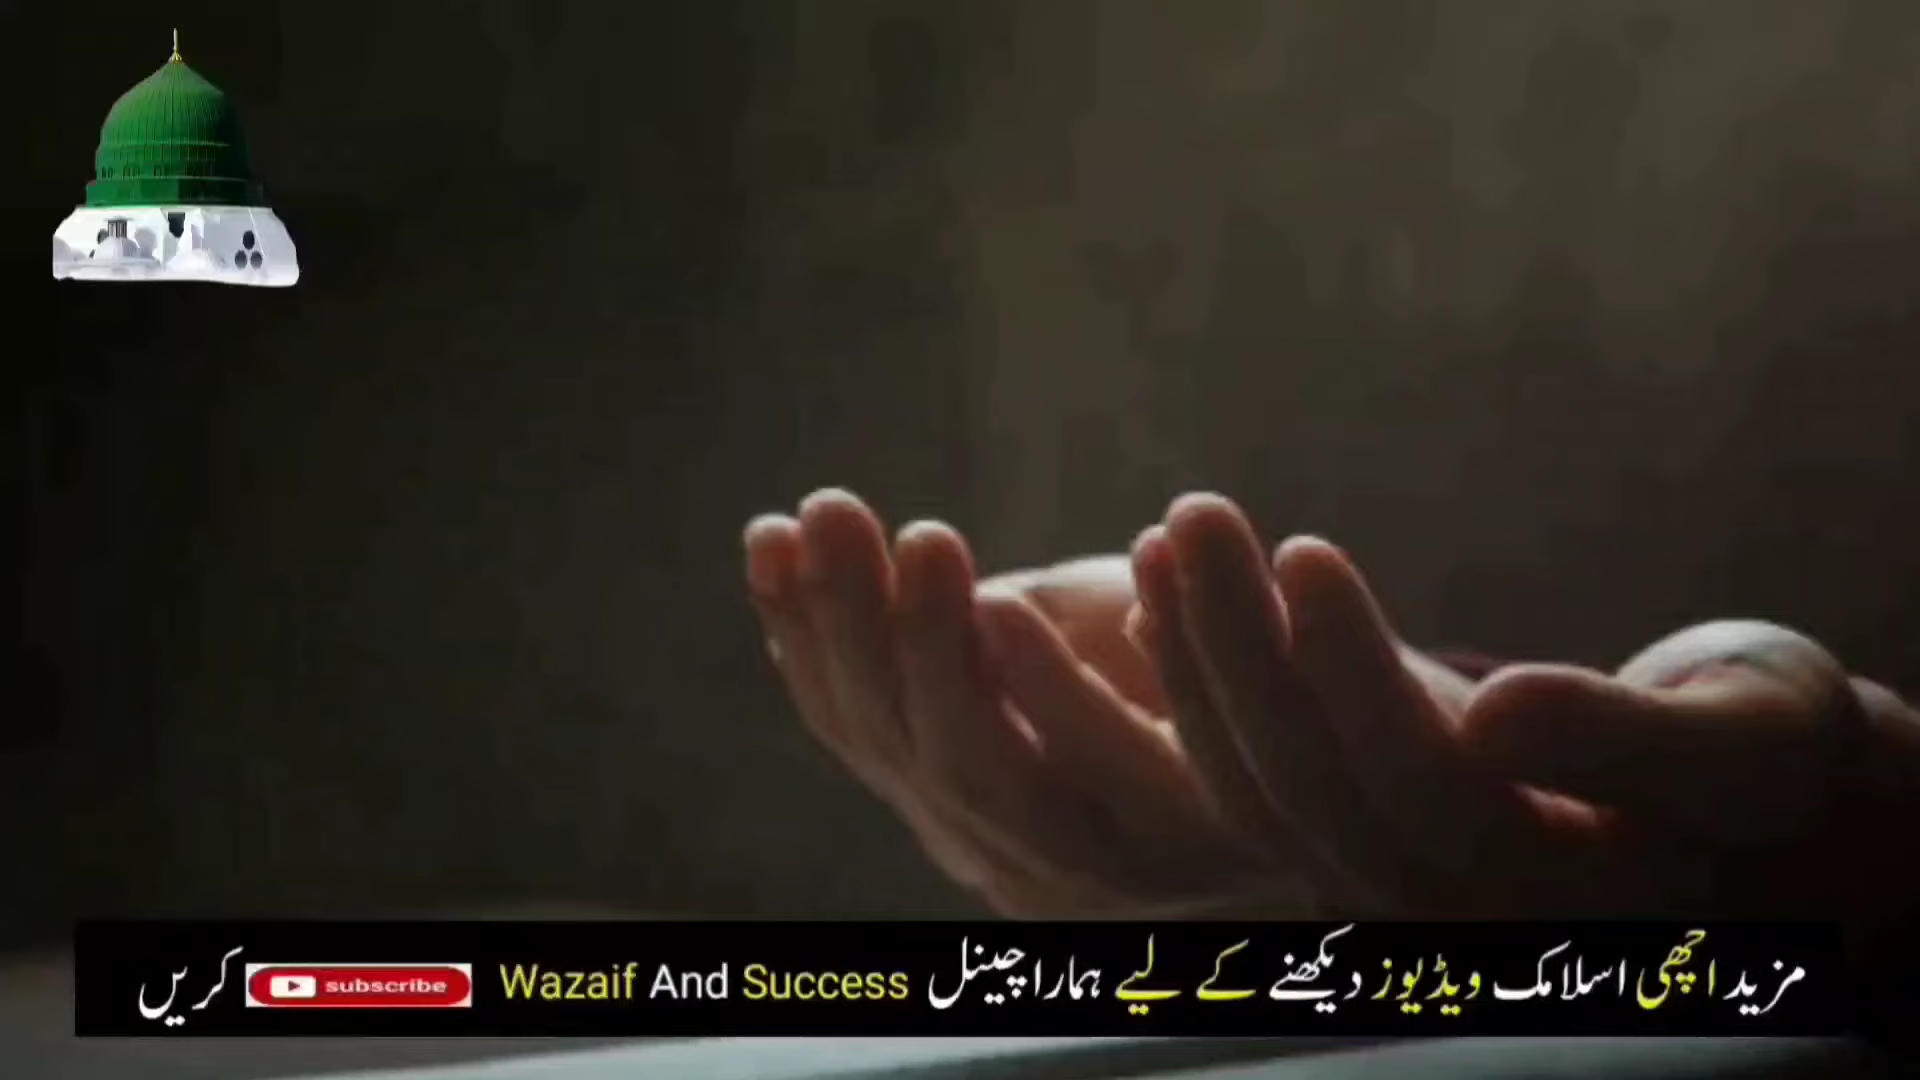 مزید اچھی اسلامک ویڈیوز دیکھنے کے لیے ہمارا چینل Wazaif And Success subscribe کریں